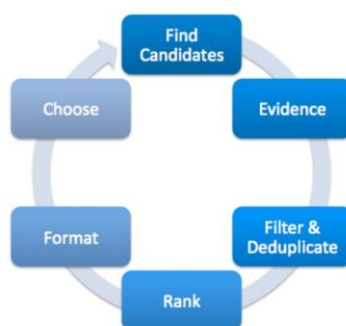 Find
Candidates
Evidence
Filter &
Deduplicate
Rank
Format
Choose